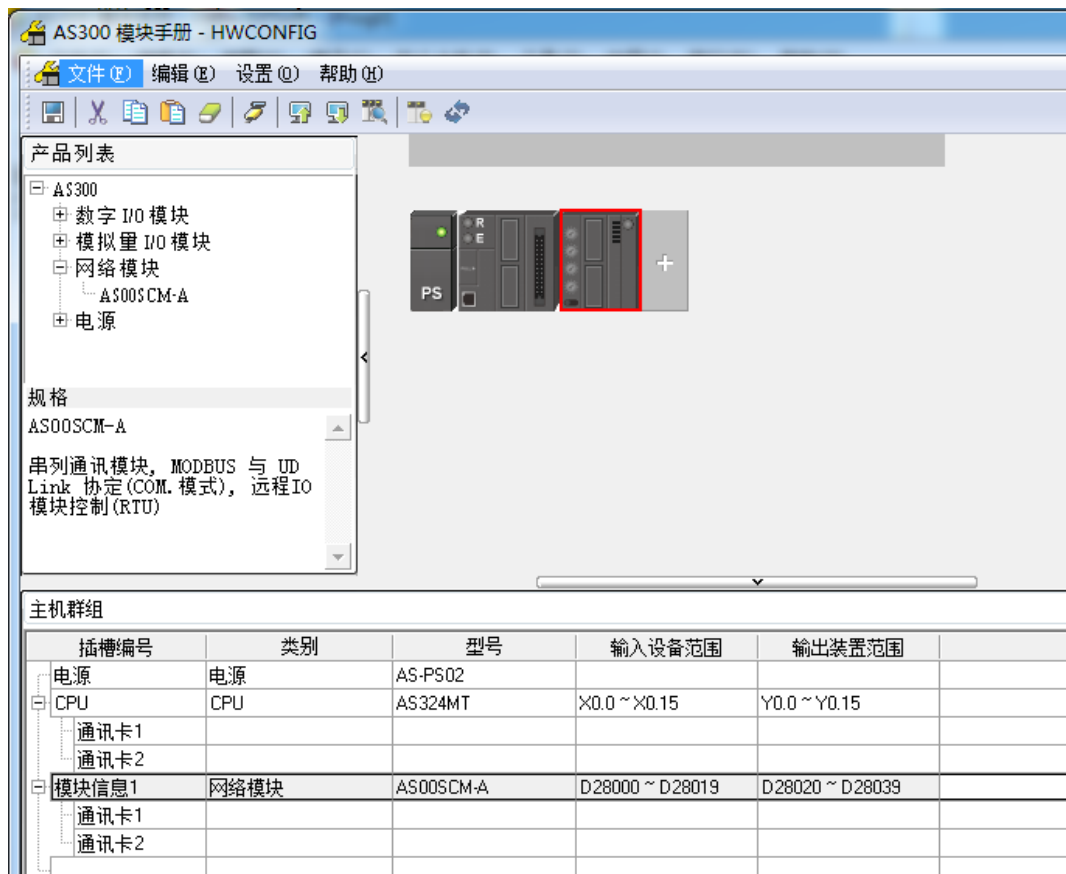 AS300 模块手册 - HWCONFIG
文件(F) 编辑(E) 设置(O) 帮助(H)
产品列表
AS300
数字 I/O 模块
模拟量 I/O 模块
网络模块
AS00SCM-A
电源
规格
AS00SCM-A
串列通讯模块, MODBUS 与 UD
Link 协定(COM.模式), 远程IO
模块控制(RTU)
R
E
PS
主机群组
插槽编号 类别 型号 输入设备范围 输出装置范围
电源 电源 AS-PS02
CPU CPU AS324MT X0.0 ~ X0.15 Y0.0 ~ Y0.15
通讯卡1
通讯卡2
模块信息1 网络模块 AS00SCM-A D28000 ~ D28019 D28020 ~ D28039
通讯卡1
通讯卡2